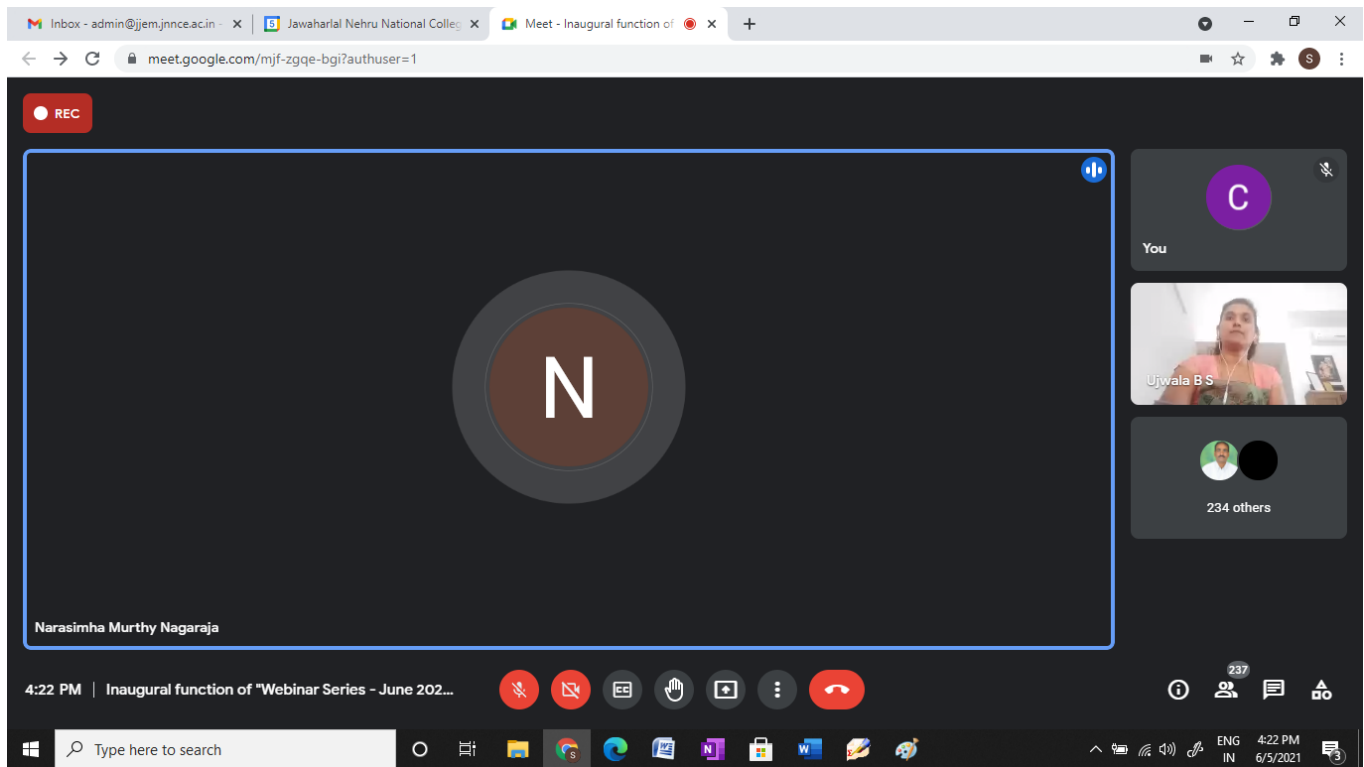 Inbox - admin@jjem.jnnce.ac.in -
5 Jawaharlal Nehru National Colleg
Meet - Inaugural function of
meet.google.com/mjf-zgqe-bgi?authuser=1
S
REC
C
You
Ujwala B S
N
234 others
Narasimha Murthy Nagaraja
4:22 PM | Inaugural function of "Webinar Series - June 202...
CC
237
Type here to search
S
W
N
W
Σ
ENG
IN
4:22 PM
6/5/2021
3